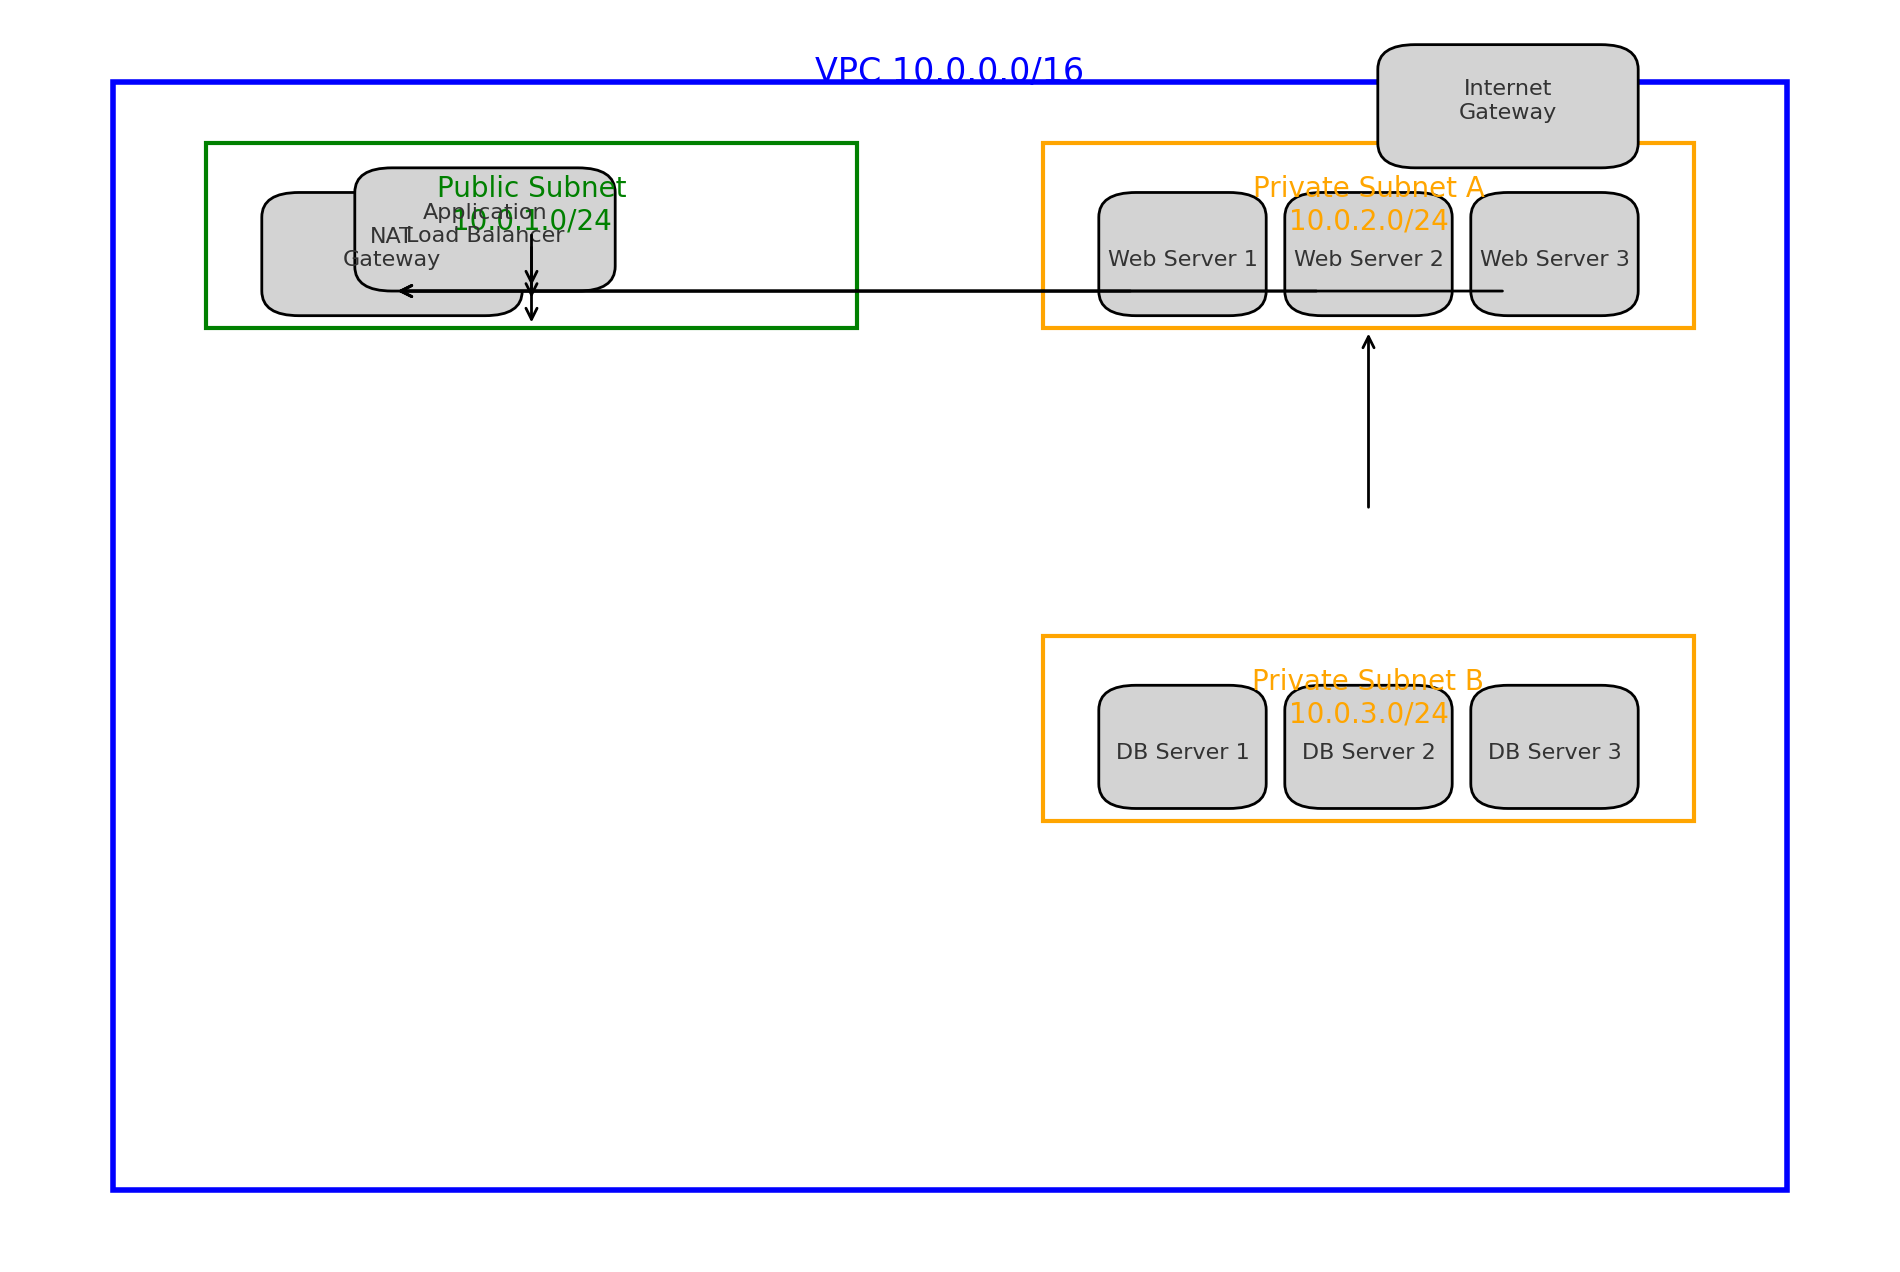 VPC 10.0.0.0/16
Internet
Gateway
Public Subnet
10.0.1.0/24
Application
Load Balancer
NAT
Gateway
Private Subnet A
10.0.2.0/24
Web Server 1
Web Server 2
Web Server 3
Private Subnet B
10.0.3.0/24
DB Server 1
DB Server 2
DB Server 3